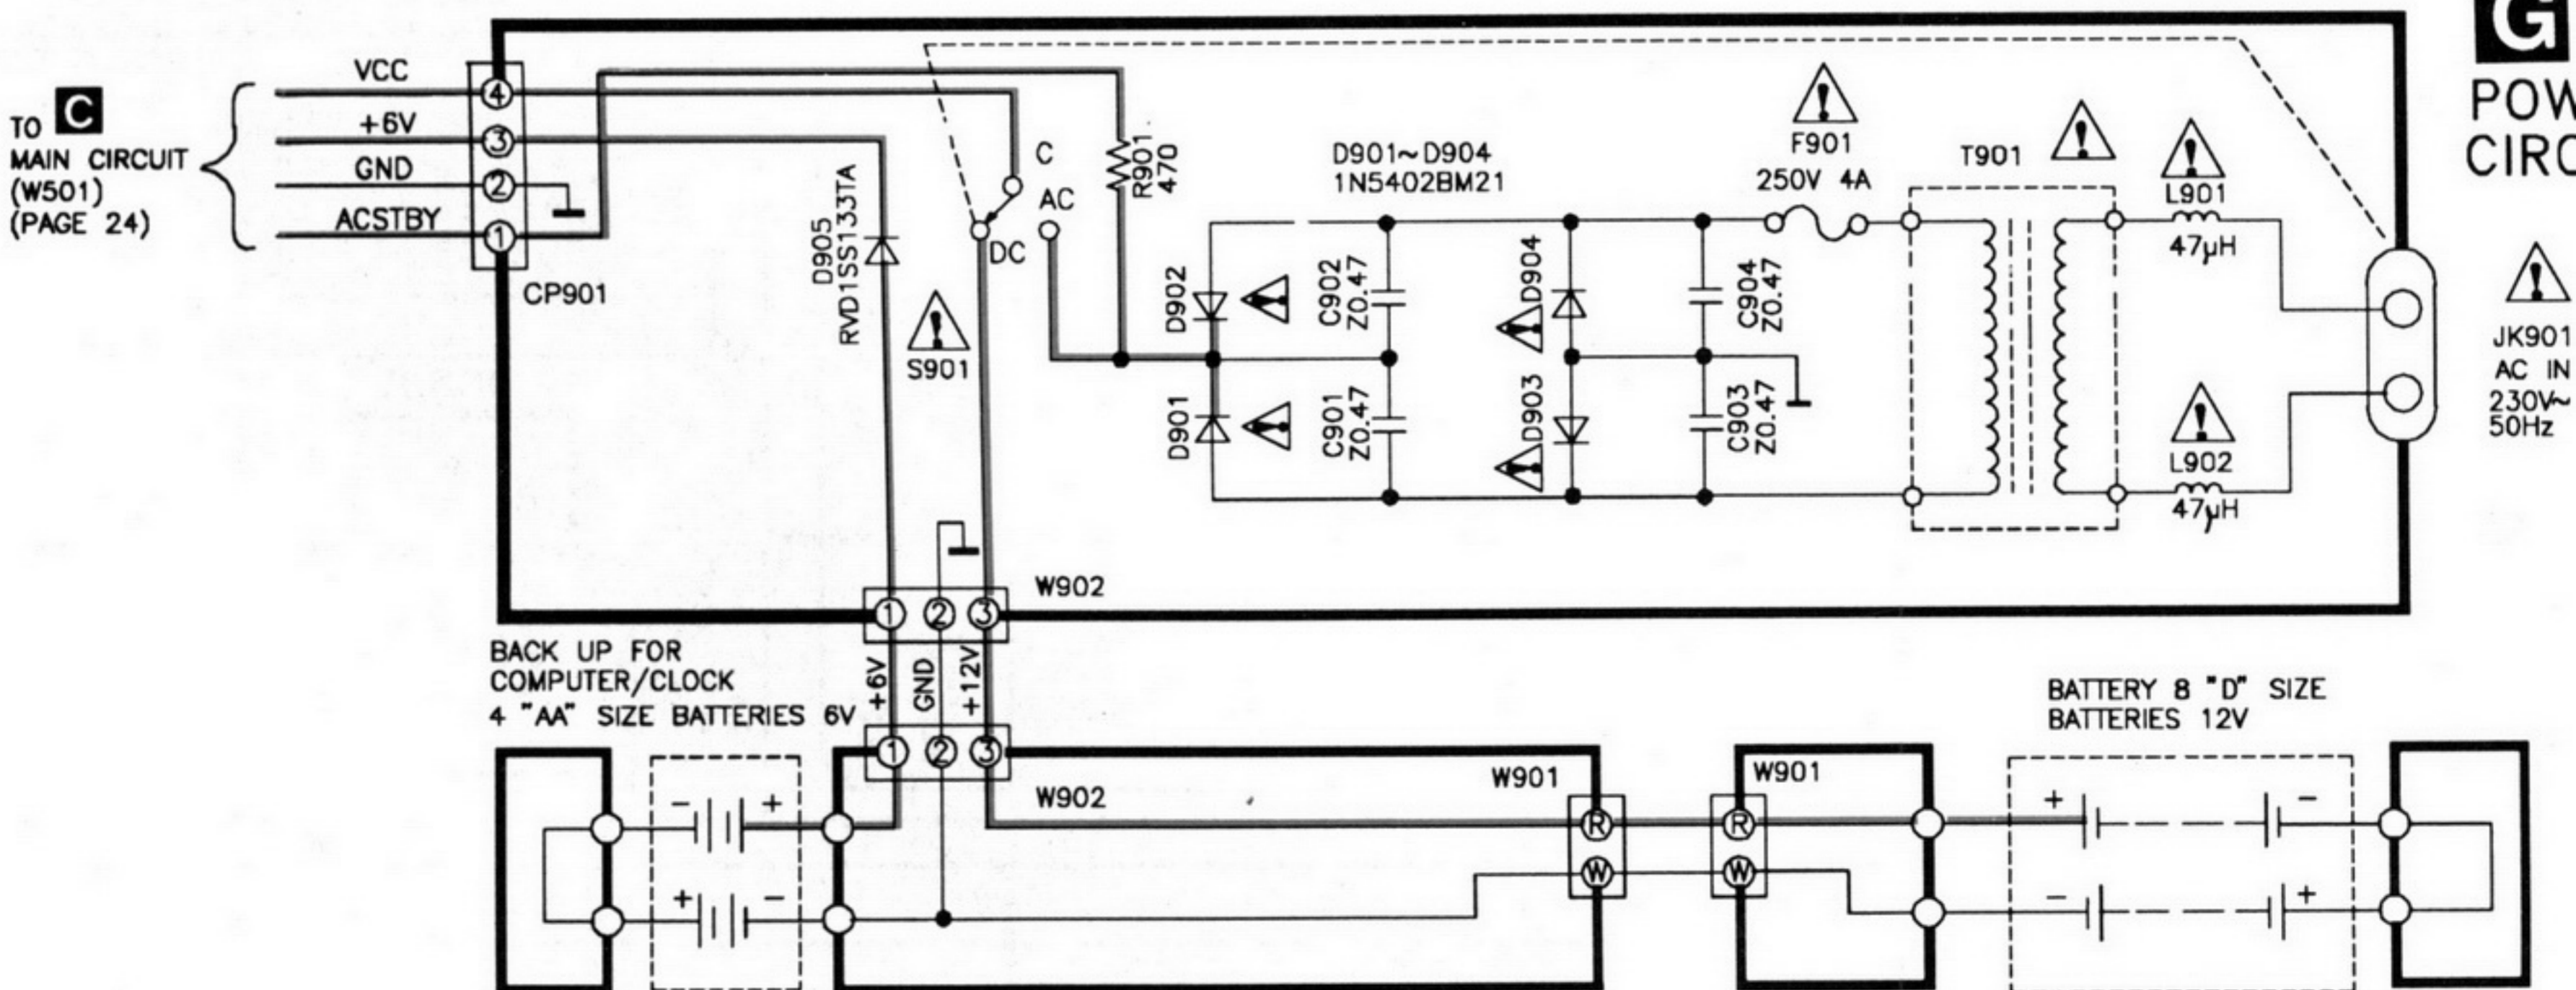 G
POW
CIRC
TO C
MAIN CIRCUIT
(W501)
(PAGE 24)
VCC
+6V
GND
ACSTBY
4
3
2
1
CP901
D905
RVD1SS133TA
S901
C
AC
DC
R901
470
D901~D904
1N5402BM21
D902
D901
C902
Z0.47
C901
Z0.47
D904
D903
C904
Z0.47
C903
Z0.47
F901
250V 4A
T901
L901
47μH
L902
47μH
JK901
AC IN
230V~
50Hz
W902
1 2 3
+6V
GND
+12V
1 2 3
W902
BACK UP FOR
COMPUTER/CLOCK
4 "AA" SIZE BATTERIES 6V
- +
+ -
W901
R
W
W901
R
W
BATTERY 8 "D" SIZE
BATTERIES 12V
+ -
- +